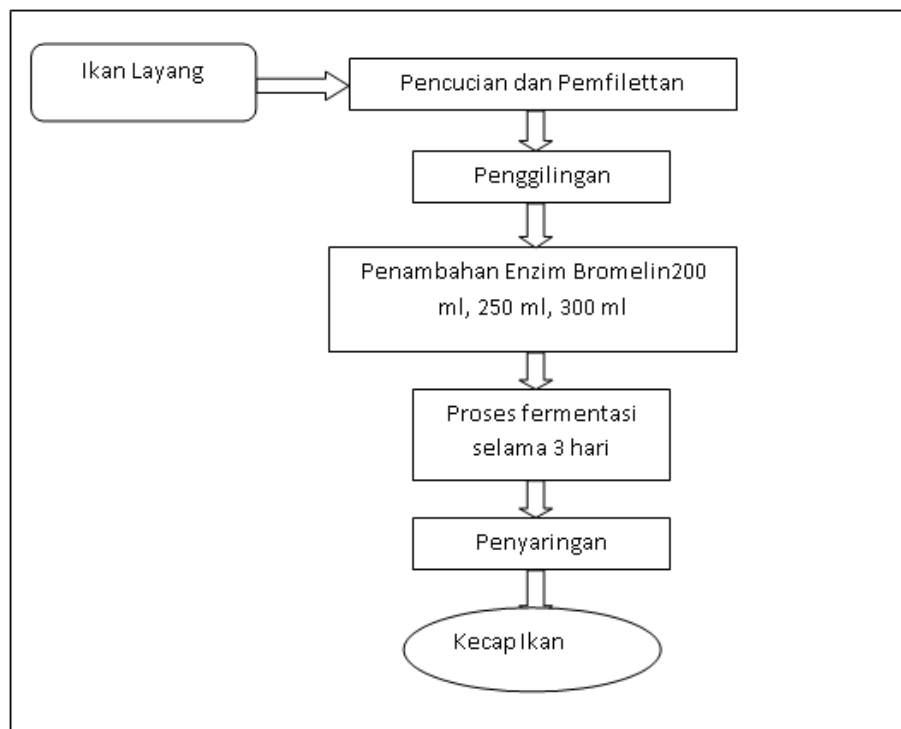 Ikan Layang
Pencucian dan Pemfilettan
Penggilingan
Penambahan Enzim Bromelin200
ml, 250 ml, 300 ml
Proses fermentasi
selama 3 hari
Penyaringan
Kecap Ikan